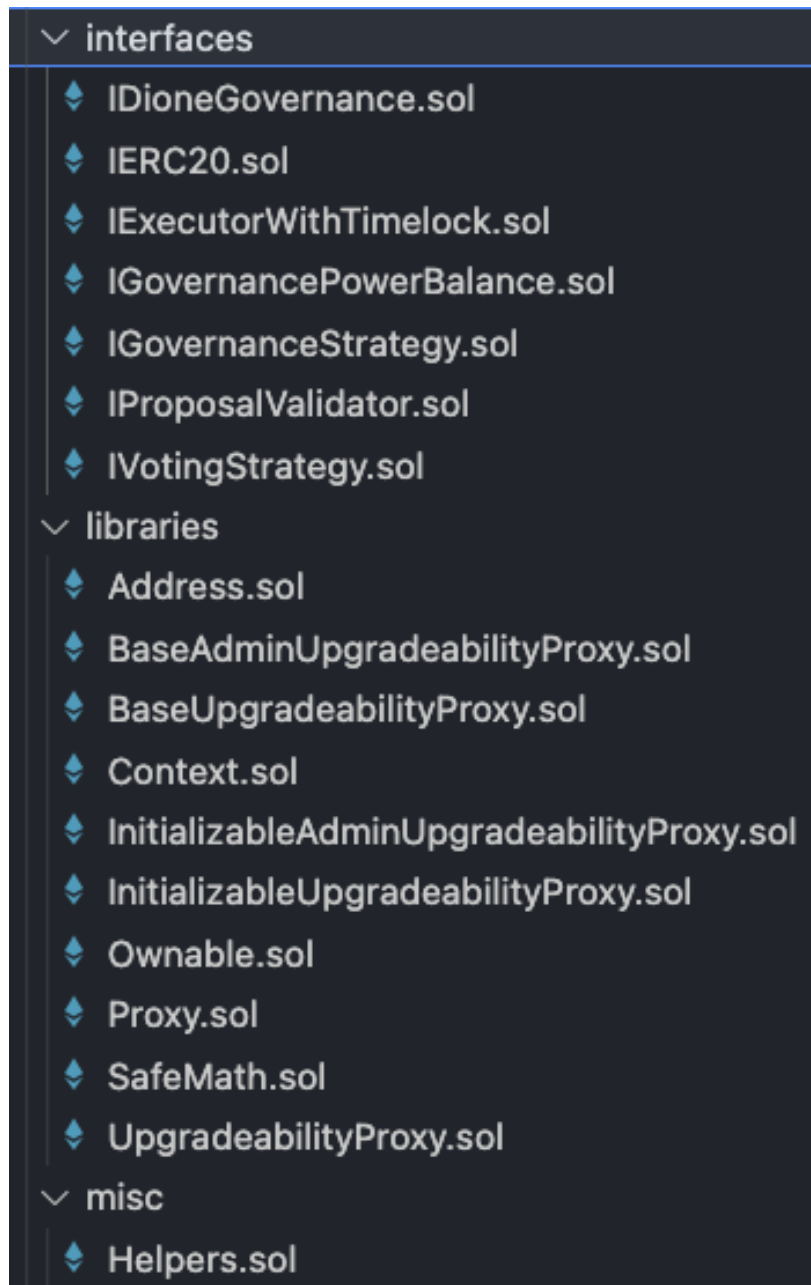 interfaces
IDioneGovernance.sol
IERC20.sol
IExecutorWithTimelock.sol
IGovernancePowerBalance.sol
IGovernanceStrategy.sol
IProposalValidator.sol
IVotingStrategy.sol
libraries
Address.sol
BaseAdminUpgradeabilityProxy.sol
BaseUpgradeabilityProxy.sol
Context.sol
InitializableAdminUpgradeabilityProxy.sol
InitializableUpgradeabilityProxy.sol
Ownable.sol
Proxy.sol
SafeMath.sol
UpgradeabilityProxy.sol
misc
Helpers.sol